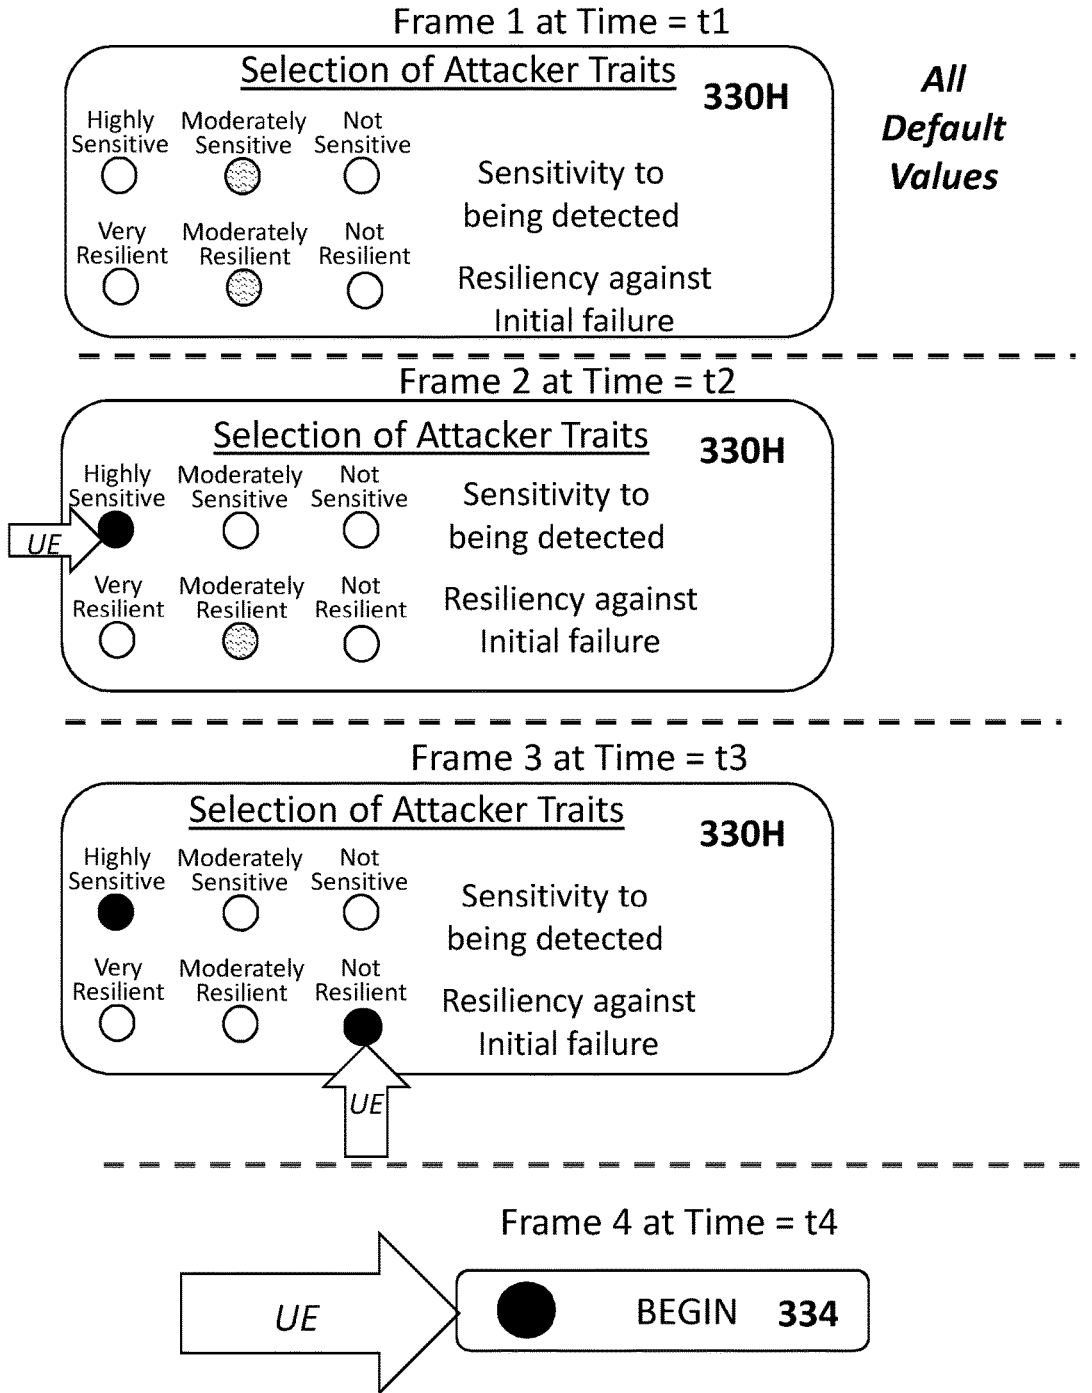 Frame 1 at Time = t1
Selection of Attacker Traits
330H
All
Default
Values
Highly Moderately Not
Sensitive Sensitive Sensitive
Sensitivity to
being detected
Very Moderately Not
Resilient Resilient Resilient
Resiliency against
Initial failure
Frame 2 at Time = t2
Selection of Attacker Traits
330H
Highly Moderately Not
Sensitive Sensitive Sensitive
Sensitivity to
being detected
UE
Very Moderately Not
Resilient Resilient Resilient
Resiliency against
Initial failure
Frame 3 at Time = t3
Selection of Attacker Traits
330H
Highly Moderately Not
Sensitive Sensitive Sensitive
Sensitivity to
being detected
Very Moderately Not
Resilient Resilient Resilient
Resiliency against
Initial failure
UE
Frame 4 at Time = t4
UE
BEGIN 334